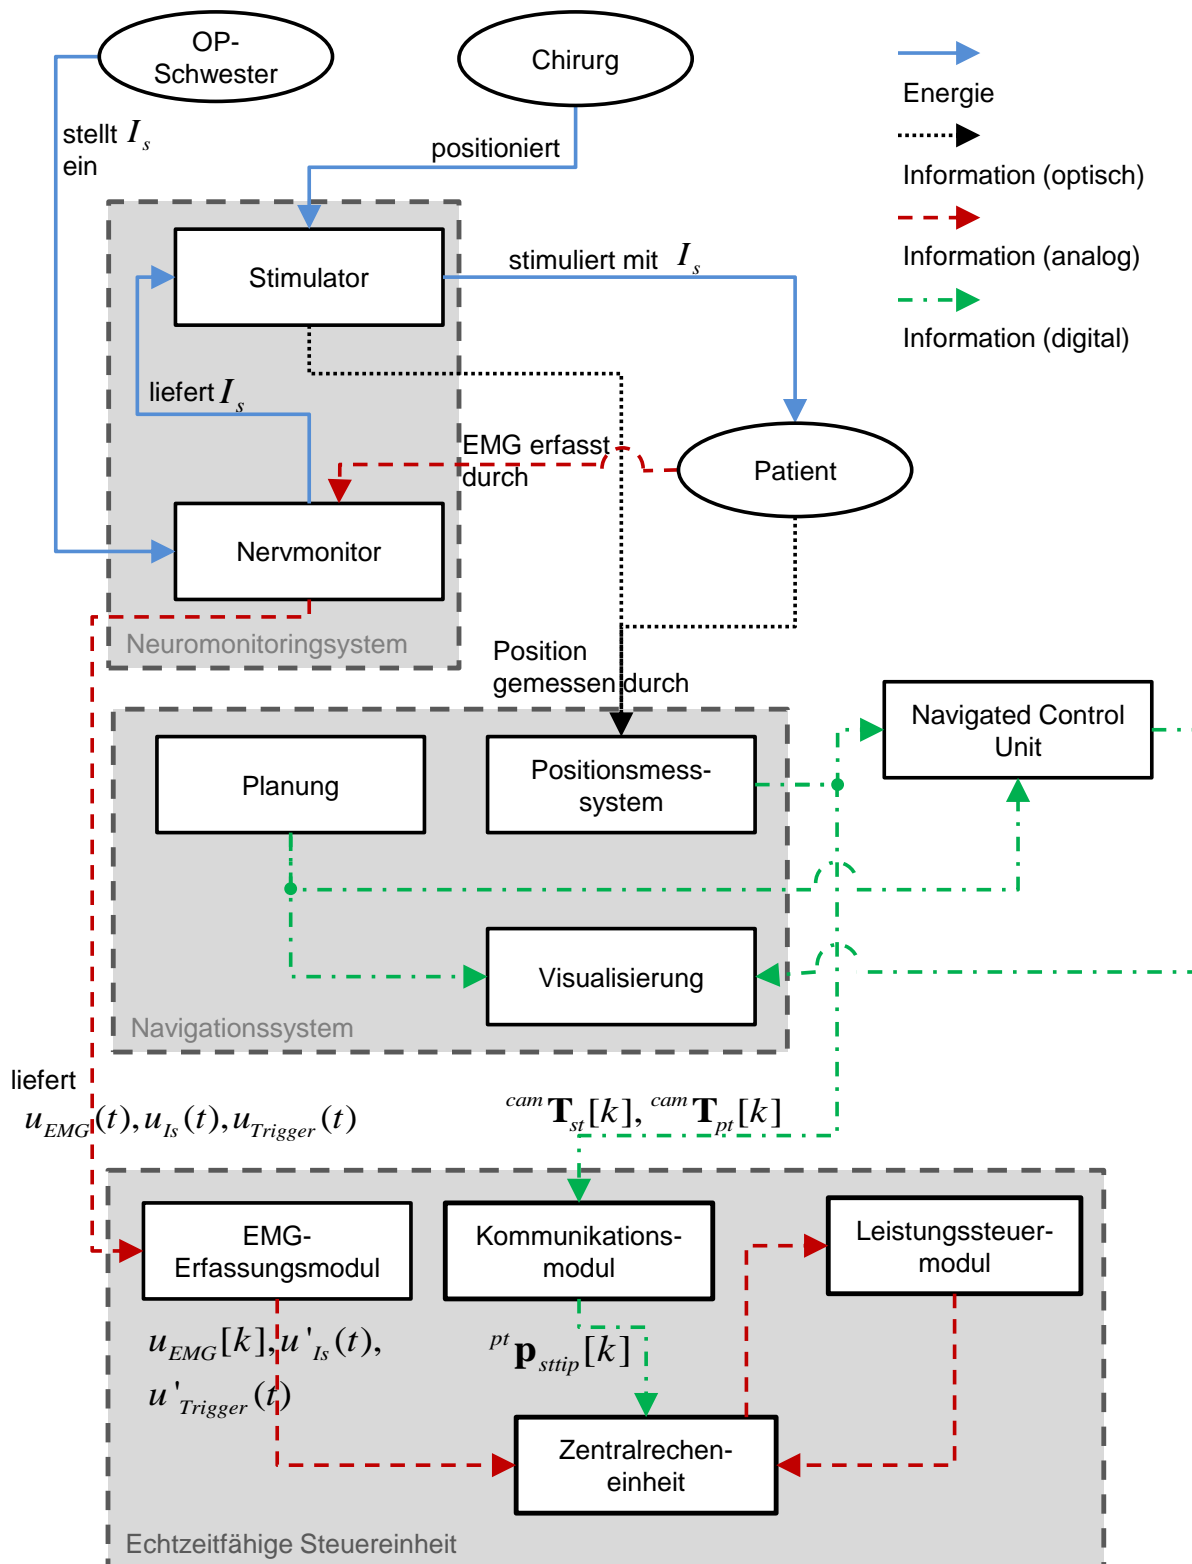 OP-
Schwester
Chirurg
Energie
Information (optisch)
Information (analog)
Information (digital)
stellt I_s
ein
positioniert
Stimulator
stimuliert mit I_s
liefert I_s
EMG erfasst
durch
Patient
Nervmonitor
Neuromonitoringsystem
Position
gemessen durch
Navigated Control
Unit
Planung
Positionsmess-
system
Visualisierung
Navigationssystem
liefert
u_EMG(t), u_Is(t), u_Trigger(t)
^cam T_st[k], ^cam T_pt[k]
EMG-
Erfassungsmodul
Kommunikations-
modul
Leistungssteuer-
modul
u_EMG[k], u'_Is(t),
u'_Trigger(t)
^pt p_sttip[k]
Zentralrechen-
einheit
Echtzeitfähige Steuereinheit